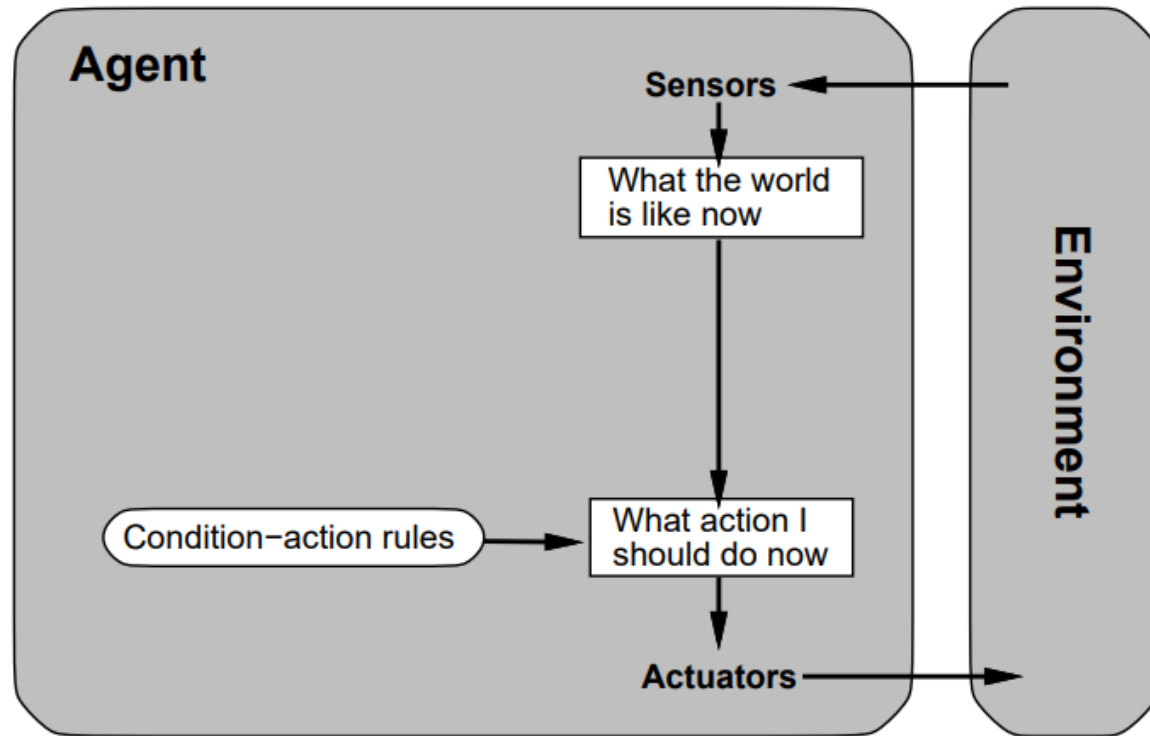 Agent
Sensors
What the world
is like now
Environment
Condition−action rules
What action I
should do now
Actuators